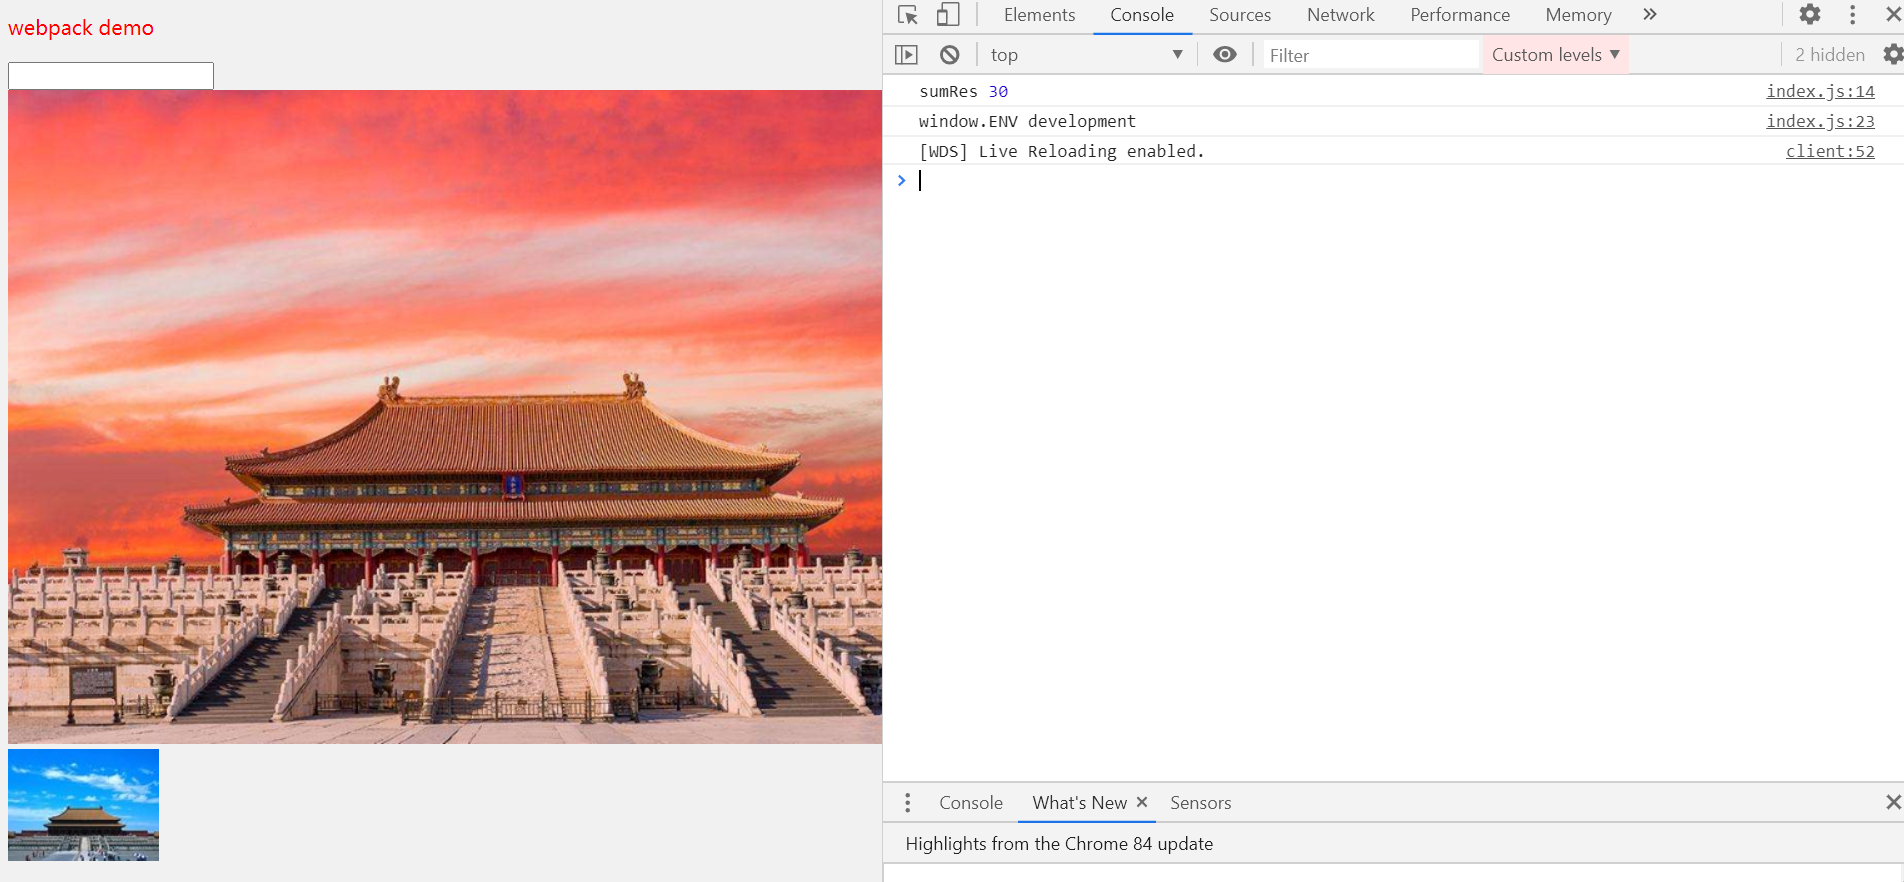 webpack demo
Elements Console Sources Network Performance Memory
top Filter Custom levels 2 hidden
sumRes 30 index.js:14
window.ENV development index.js:23
[WDS] Live Reloading enabled. client:52
Console What's New Sensors
Highlights from the Chrome 84 update